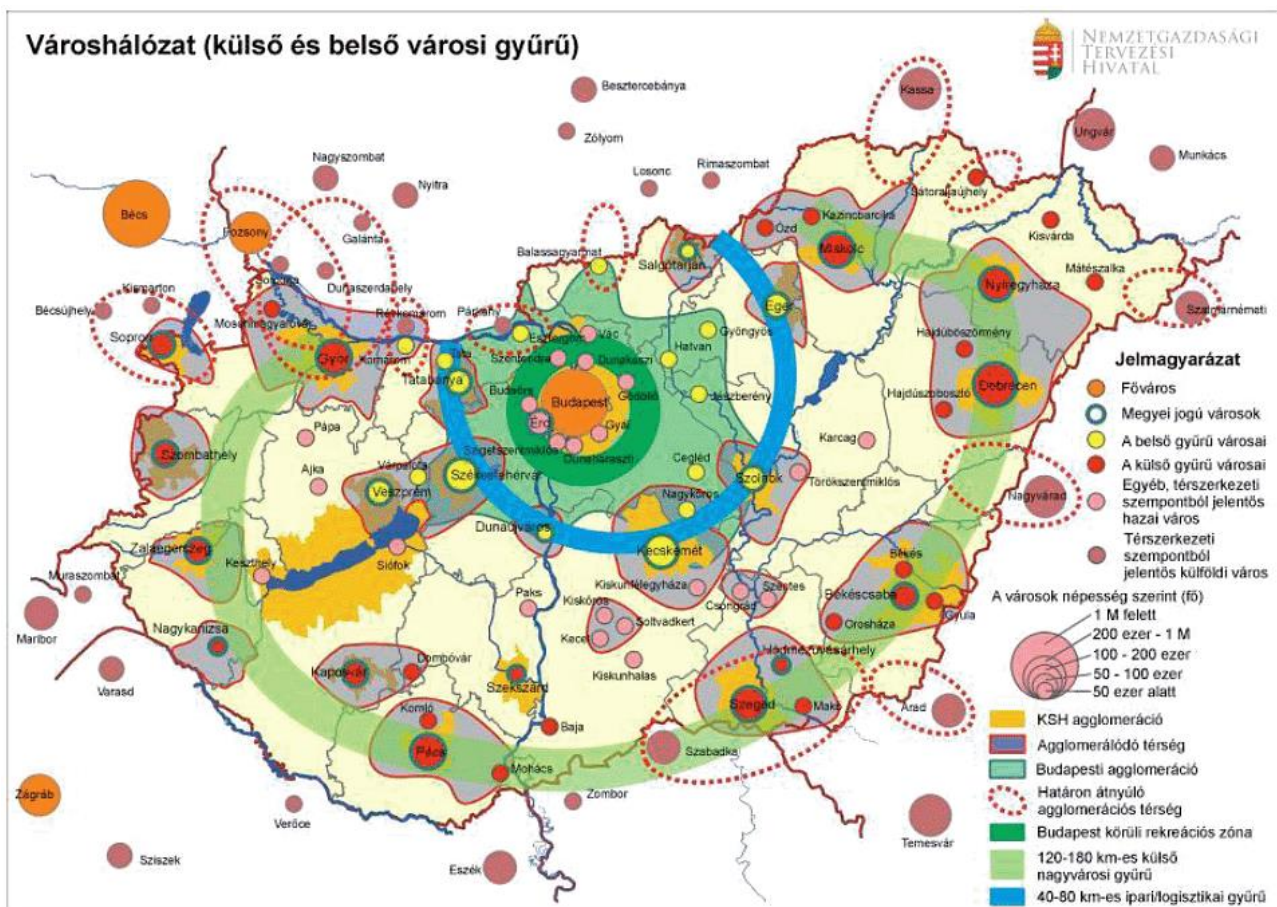 Városhálózat (külső és belső városi gyűrű)
NEMZETGAZDASÁGI
TERVEZÉSI
HIVATAL
Besztercebánya
Kassa
Zólyom
Ungvár
Munkács
Nagyszombat
Nyitra
Losonc
Rimaszombat
Sátoraljaújhely
Bécs
Pozsony
Galánta
Balassagyarmat
Salgótarján
Ózd
Kazincbarcika
Miskolc
Kisvárda
Mátészalka
Szatmárnémeti
Bécsújhely
Kismarton
Somorja
Dunaszerdahely
Mosonmagyaróvár
Révkomárom
Párkány
Sopron
Győr
Komárom
Tata
Tatabánya
Esztergom
Vác
Szentendre
Dunakeszi
Gödöllő
Budaörs
Budapest
Érd
Gyál
Szigetszentmiklós
Dunaharaszti
Gyöngyös
Hatvan
Jászberény
Eger
Nyíregyháza
Hajdúböszörmény
Hajdúszoboszló
Debrecen
Pápa
Ajka
Szombathely
Várpalota
Veszprém
Székesfehérvár
Cegléd
Nagykőrös
Szolnok
Törökszentmiklós
Karcag
Nagyvárad
Zalaegerszeg
Keszthely
Siófok
Dunaújváros
Kecskemét
Kiskunfélegyháza
Csongrád
Szentes
Békés
Békéscsaba
Gyula
Orosháza
Muraszombat
Maribor
Nagykanizsa
Varasd
Paks
Kiskőrös
Soltvadkert
Kecel
Kiskunhalas
Kaposvár
Dombóvár
Szekszárd
Hódmezővásárhely
Szeged
Makó
Arad
Komló
Pécs
Baja
Mohács
Szabadka
Zombor
Zágráb
Verőce
Sziszek
Eszék
Temesvár
Jelmagyarázat
Főváros
Megyei jogú városok
A belső gyűrű városai
A külső gyűrű városai
Egyéb, térszerkezeti
szempontból jelentős
hazai város
Térszerkezeti
szempontból
jelentős külföldi város
A városok népesség szerint (fő)
1 M felett
200 ezer - 1 M
100 - 200 ezer
50 - 100 ezer
50 ezer alatt
KSH agglomeráció
Agglomerálódó térség
Budapesti agglomeráció
Határon átnyúló
agglomerációs térség
Budapest körüli rekreációs zóna
120-180 km-es külső
nagyvárosi gyűrű
40-80 km-es ipari/logisztikai gyűrű